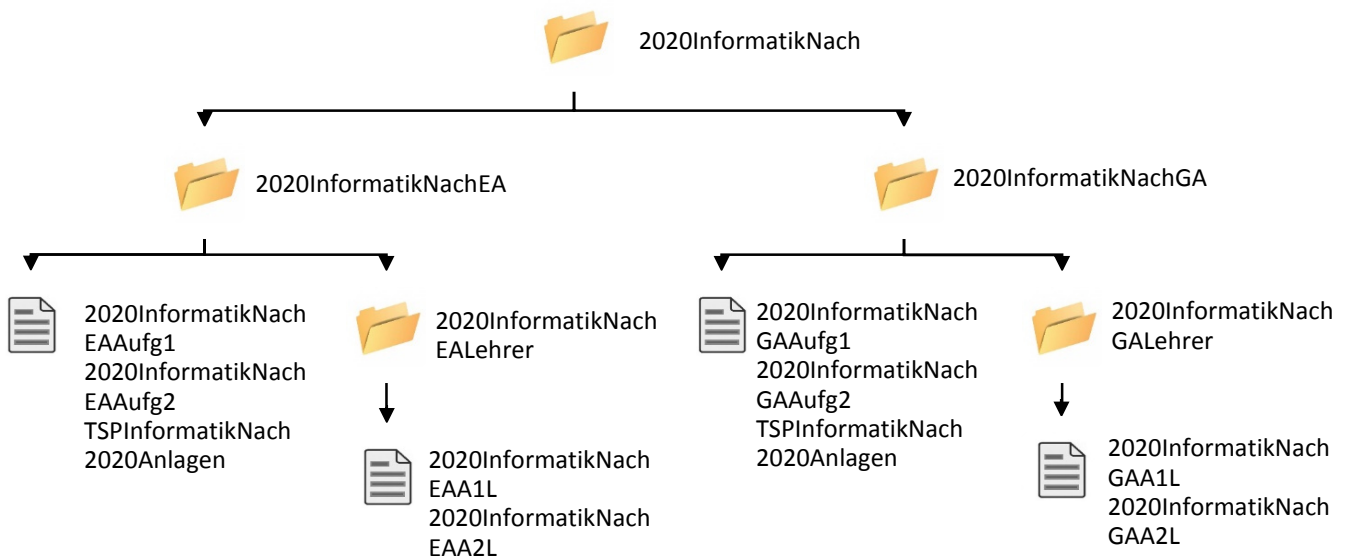 2020InformatikNach
2020InformatikNachEA
2020InformatikNachGA
2020InformatikNach
EAAufg1
2020InformatikNach
EAAufg2
TSPInformatikNach
2020Anlagen
2020InformatikNach
EALehrer
2020InformatikNach
EAA1L
2020InformatikNach
EAA2L
2020InformatikNach
GAAufg1
2020InformatikNach
GAAufg2
TSPInformatikNach
2020Anlagen
2020InformatikNach
GALehrer
2020InformatikNach
GAA1L
2020InformatikNach
GAA2L